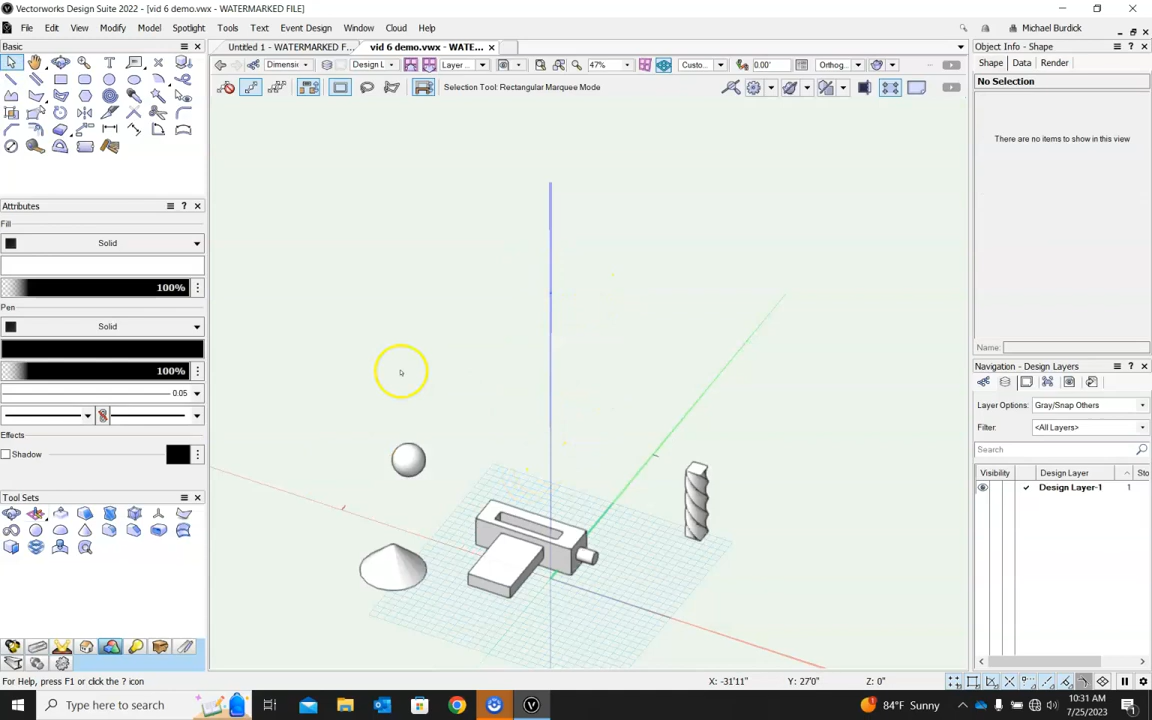 Vectorworks Design Suite 2022 - [vid 6 demo.vwx - WATERMARKED FILE]
File Edit View Modify Model Spotlight Tools Text Event Design Window Cloud Help
Michael Burdick
Basic
Untitled 1 - WATERMARKED F...
vid 6 demo.vwx - WATE...
Object Info - Shape
Dimensi
Design L
Layer ...
47%
Custo...
0.00'
Orthog...
Shape Data Render
No Selection
Selection Tool: Rectangular Marquee Mode
There are no items to show in this view
Attributes
Fill
Solid
100%
Pen
Solid
100%
0.05
Effects
Shadow
Tool Sets
Name:
Navigation - Design Layers
Layer Options: Gray/Snap Others
Filter: <All Layers>
Search
Visibility Design Layer # Sto
Design Layer-1 1
For Help, press F1 or click the ? icon
X: -31'11" Y: 27'0" Z: 0"
Type here to search
84°F Sunny
10:31 AM
7/25/2023